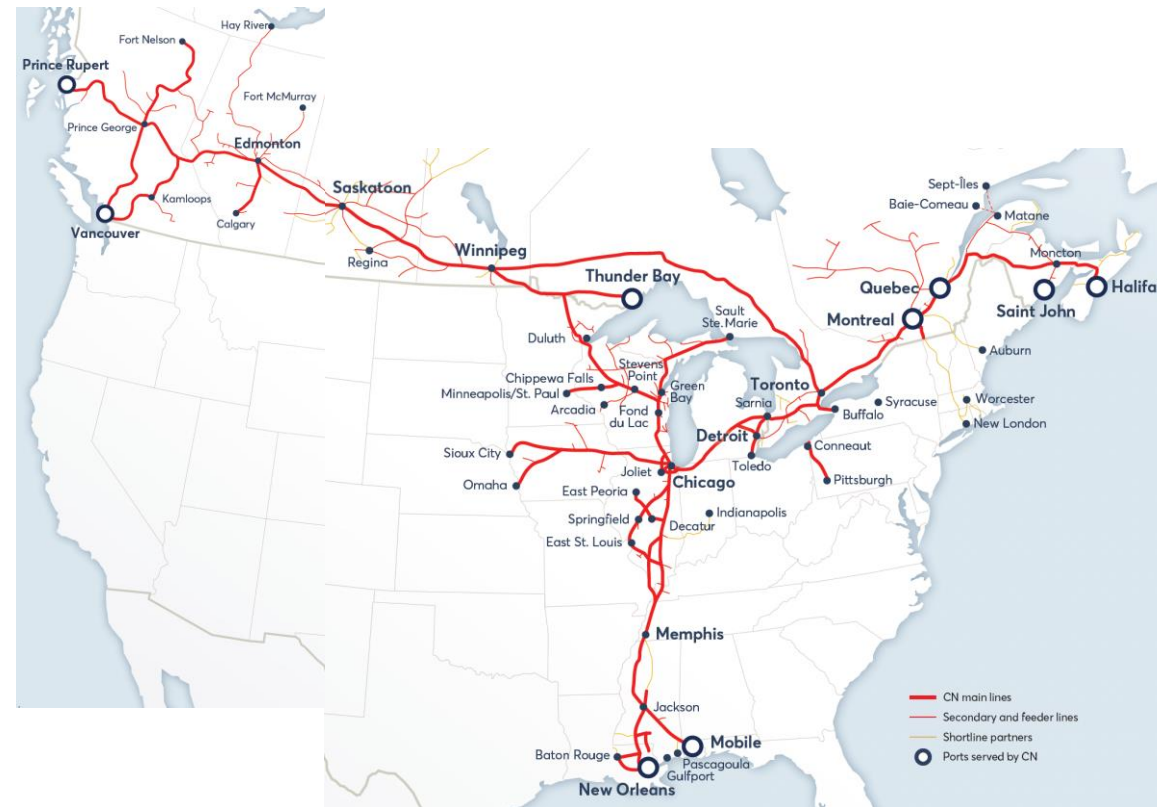 Hay River
Fort Nelson
Prince Rupert
Fort McMurray
Prince George
Edmonton
Saskatoon
Kamloops
Vancouver
Calgary
Regina
Winnipeg
Thunder Bay
Sept-Îles
Baie-Comeau
Matane
Moncton
Quebec
Halifa
Saint John
Montreal
Sault
Ste. Marie
Duluth
Stevens
Point
Chippewa Falls
Minneapolis/St. Paul
Arcadia
Green
Bay
Fond
du Lac
Toronto
Sarnia
Auburn
Syracuse
Worcester
Buffalo
New London
Detroit
Conneaut
Toledo
Pittsburgh
Sioux City
Joliet
Chicago
Omaha
East Peoria
Indianapolis
Springfield
Decatur
East St. Louis
Memphis
Jackson
Mobile
Baton Rouge
Pascagoula
Gulfport
New Orleans
CN main lines
Secondary and feeder lines
Shortline partners
Ports served by CN